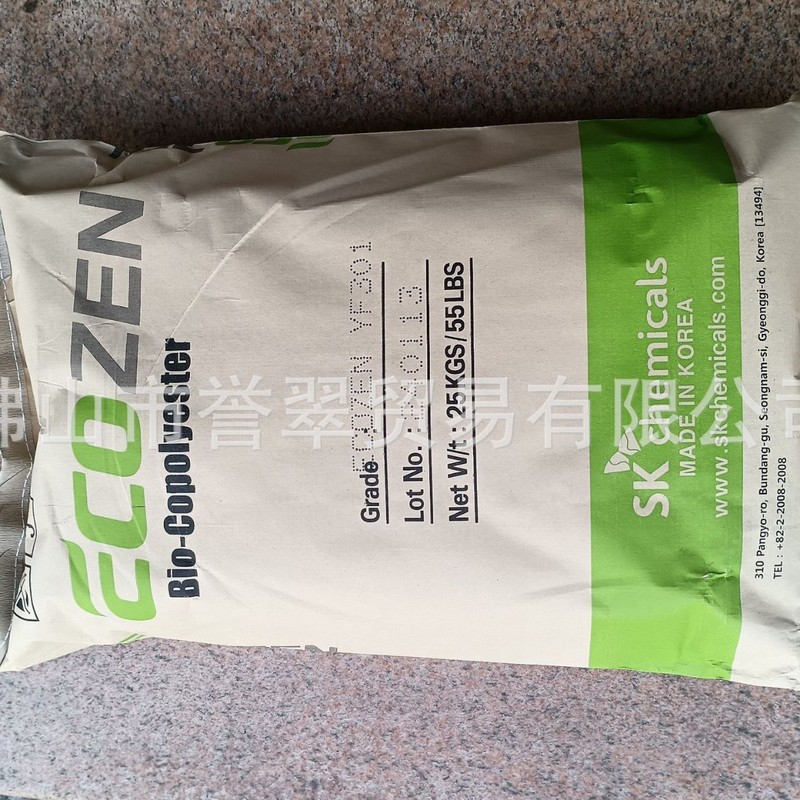 ECOZEN
Bio-Copolyester
Grade : ECOZEN YF301
Lot No. :
Net W/t : 25KGS/55LBS
SK chemicals
MADE IN KOREA
www.skchemicals.com
310 Pangyo-ro, Bundang-gu, Seongnam-si, Gyeonggi-do, Korea [13494]
TEL : +82-2-2008-2008
佛山市誉翠贸易有限公司